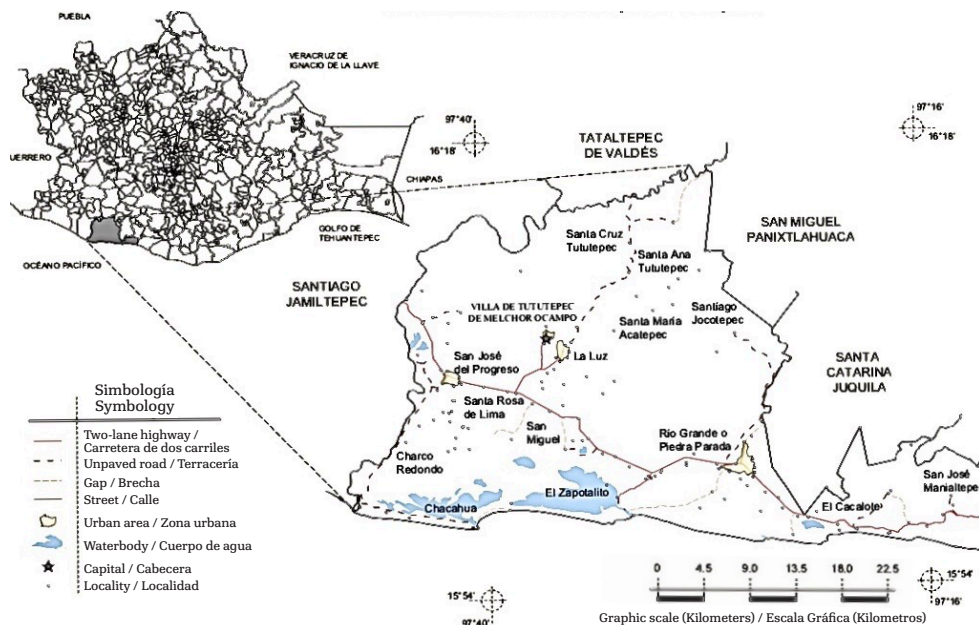 PUEBLA
VERACRUZ DE
IGNACIO DE LA LLAVE
GUERRERO
CHIAPAS
GOLFO DE
TEHUANTEPEC
OCÉANO PACÍFICO
97°40'
16°18'
97°16'
16°18'
TATALTEPEC
DE VALDÉS
SAN MIGUEL
PANIXTLAHUACA
SANTIAGO
JAMILTEPEC
SANTA
CATARINA
JUQUILA
Santa Cruz
Tututepec
Santa Ana
Tututepec
VILLA DE TUTUTEPEC
DE MELCHOR OCAMPO
Santa María
Acatepec
Santiago
Jocotepec
La Luz
San José
del Progreso
Santa Rosa
de Lima
San
Miguel
Río Grande o
Piedra Parada
Charco
Redondo
El Zapotalito
Chacahua
El Cacalote
San José
Manialtepec
Simbología
Symbology
Two-lane highway /
Carretera de dos carriles
Unpaved road / Terracería
Gap / Brecha
Street / Calle
Urban area / Zona urbana
Waterbody / Cuerpo de agua
Capital / Cabecera
Locality / Localidad
15°54'
97°40'
15°54'
97°16'
0 4.5 9.0 13.5 18.0 22.5
Graphic scale (Kilometers) / Escala Gráfica (Kilometros)